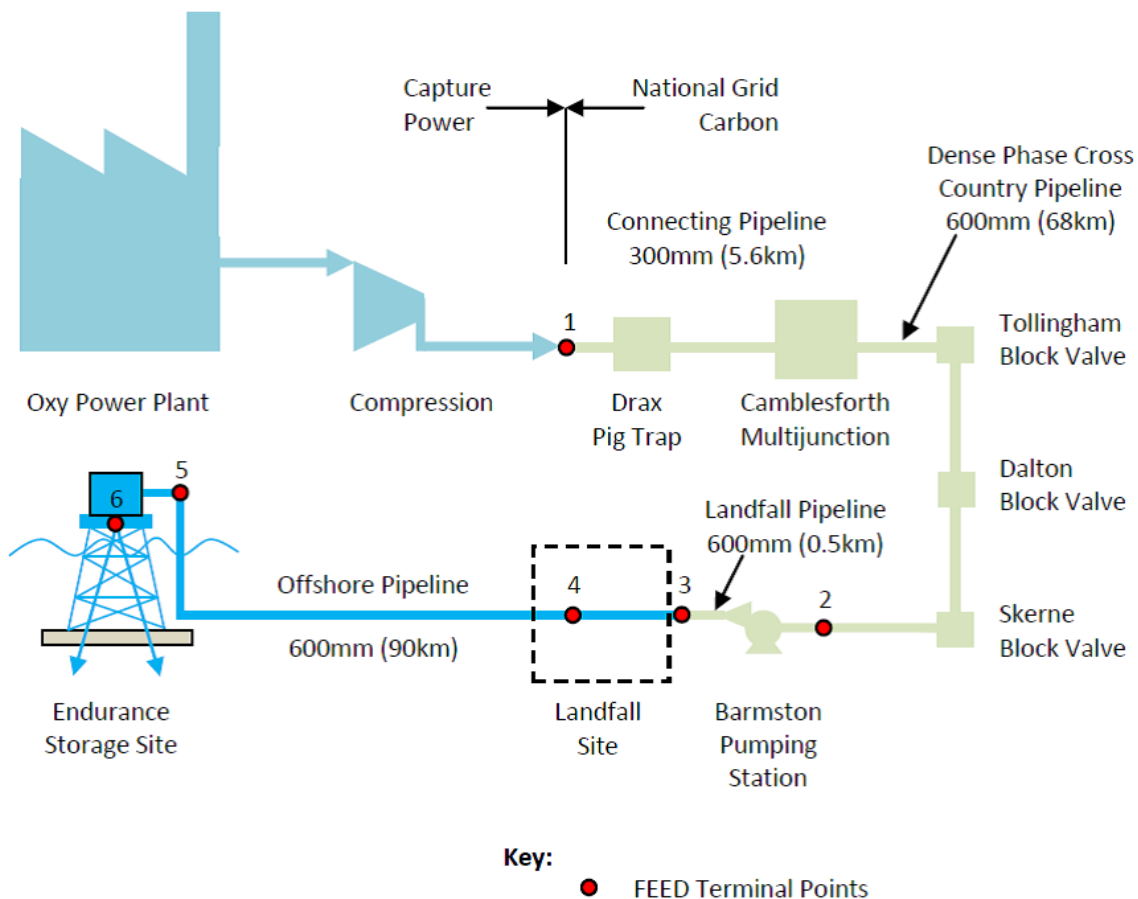 Capture
Power
National Grid
Carbon
Dense Phase Cross
Country Pipeline
600mm (68km)
Connecting Pipeline
300mm (5.6km)
1
Tollingham
Block Valve
Oxy Power Plant
Compression
Drax
Pig Trap
Camblesforth
Multijunction
5
6
Dalton
Block Valve
Landfall Pipeline
600mm (0.5km)
Offshore Pipeline
600mm (90km)
4
3
2
Skerne
Block Valve
Endurance
Storage Site
Landfall
Site
Barmston
Pumping
Station
Key:
FEED Terminal Points